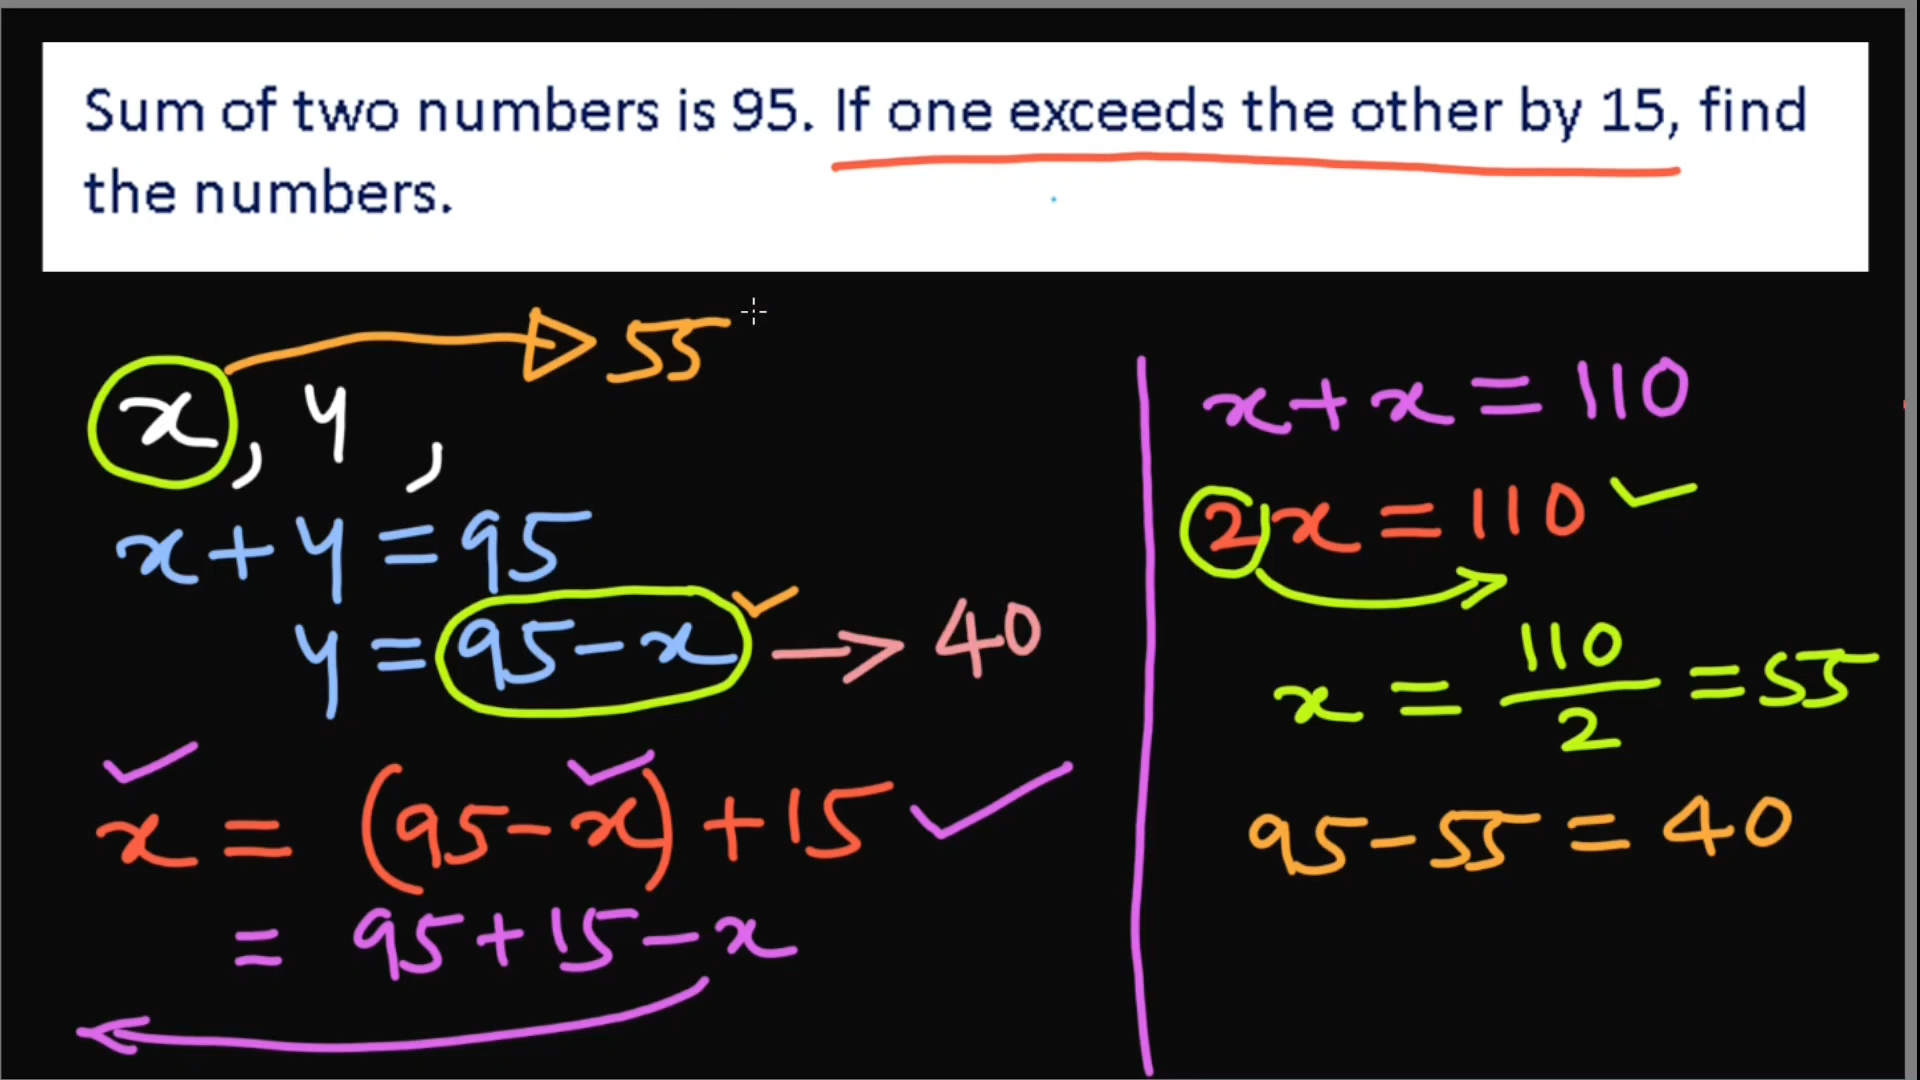 Sum of two numbers is 95. If one exceeds the other by 15, find
the numbers.
x, y, → 55
x + y = 95
y = 95 - x → 40
x = (95 - x) + 15
= 95 + 15 - x
x + x = 110
2x = 110
x = 110/2 = 55
95 - 55 = 40